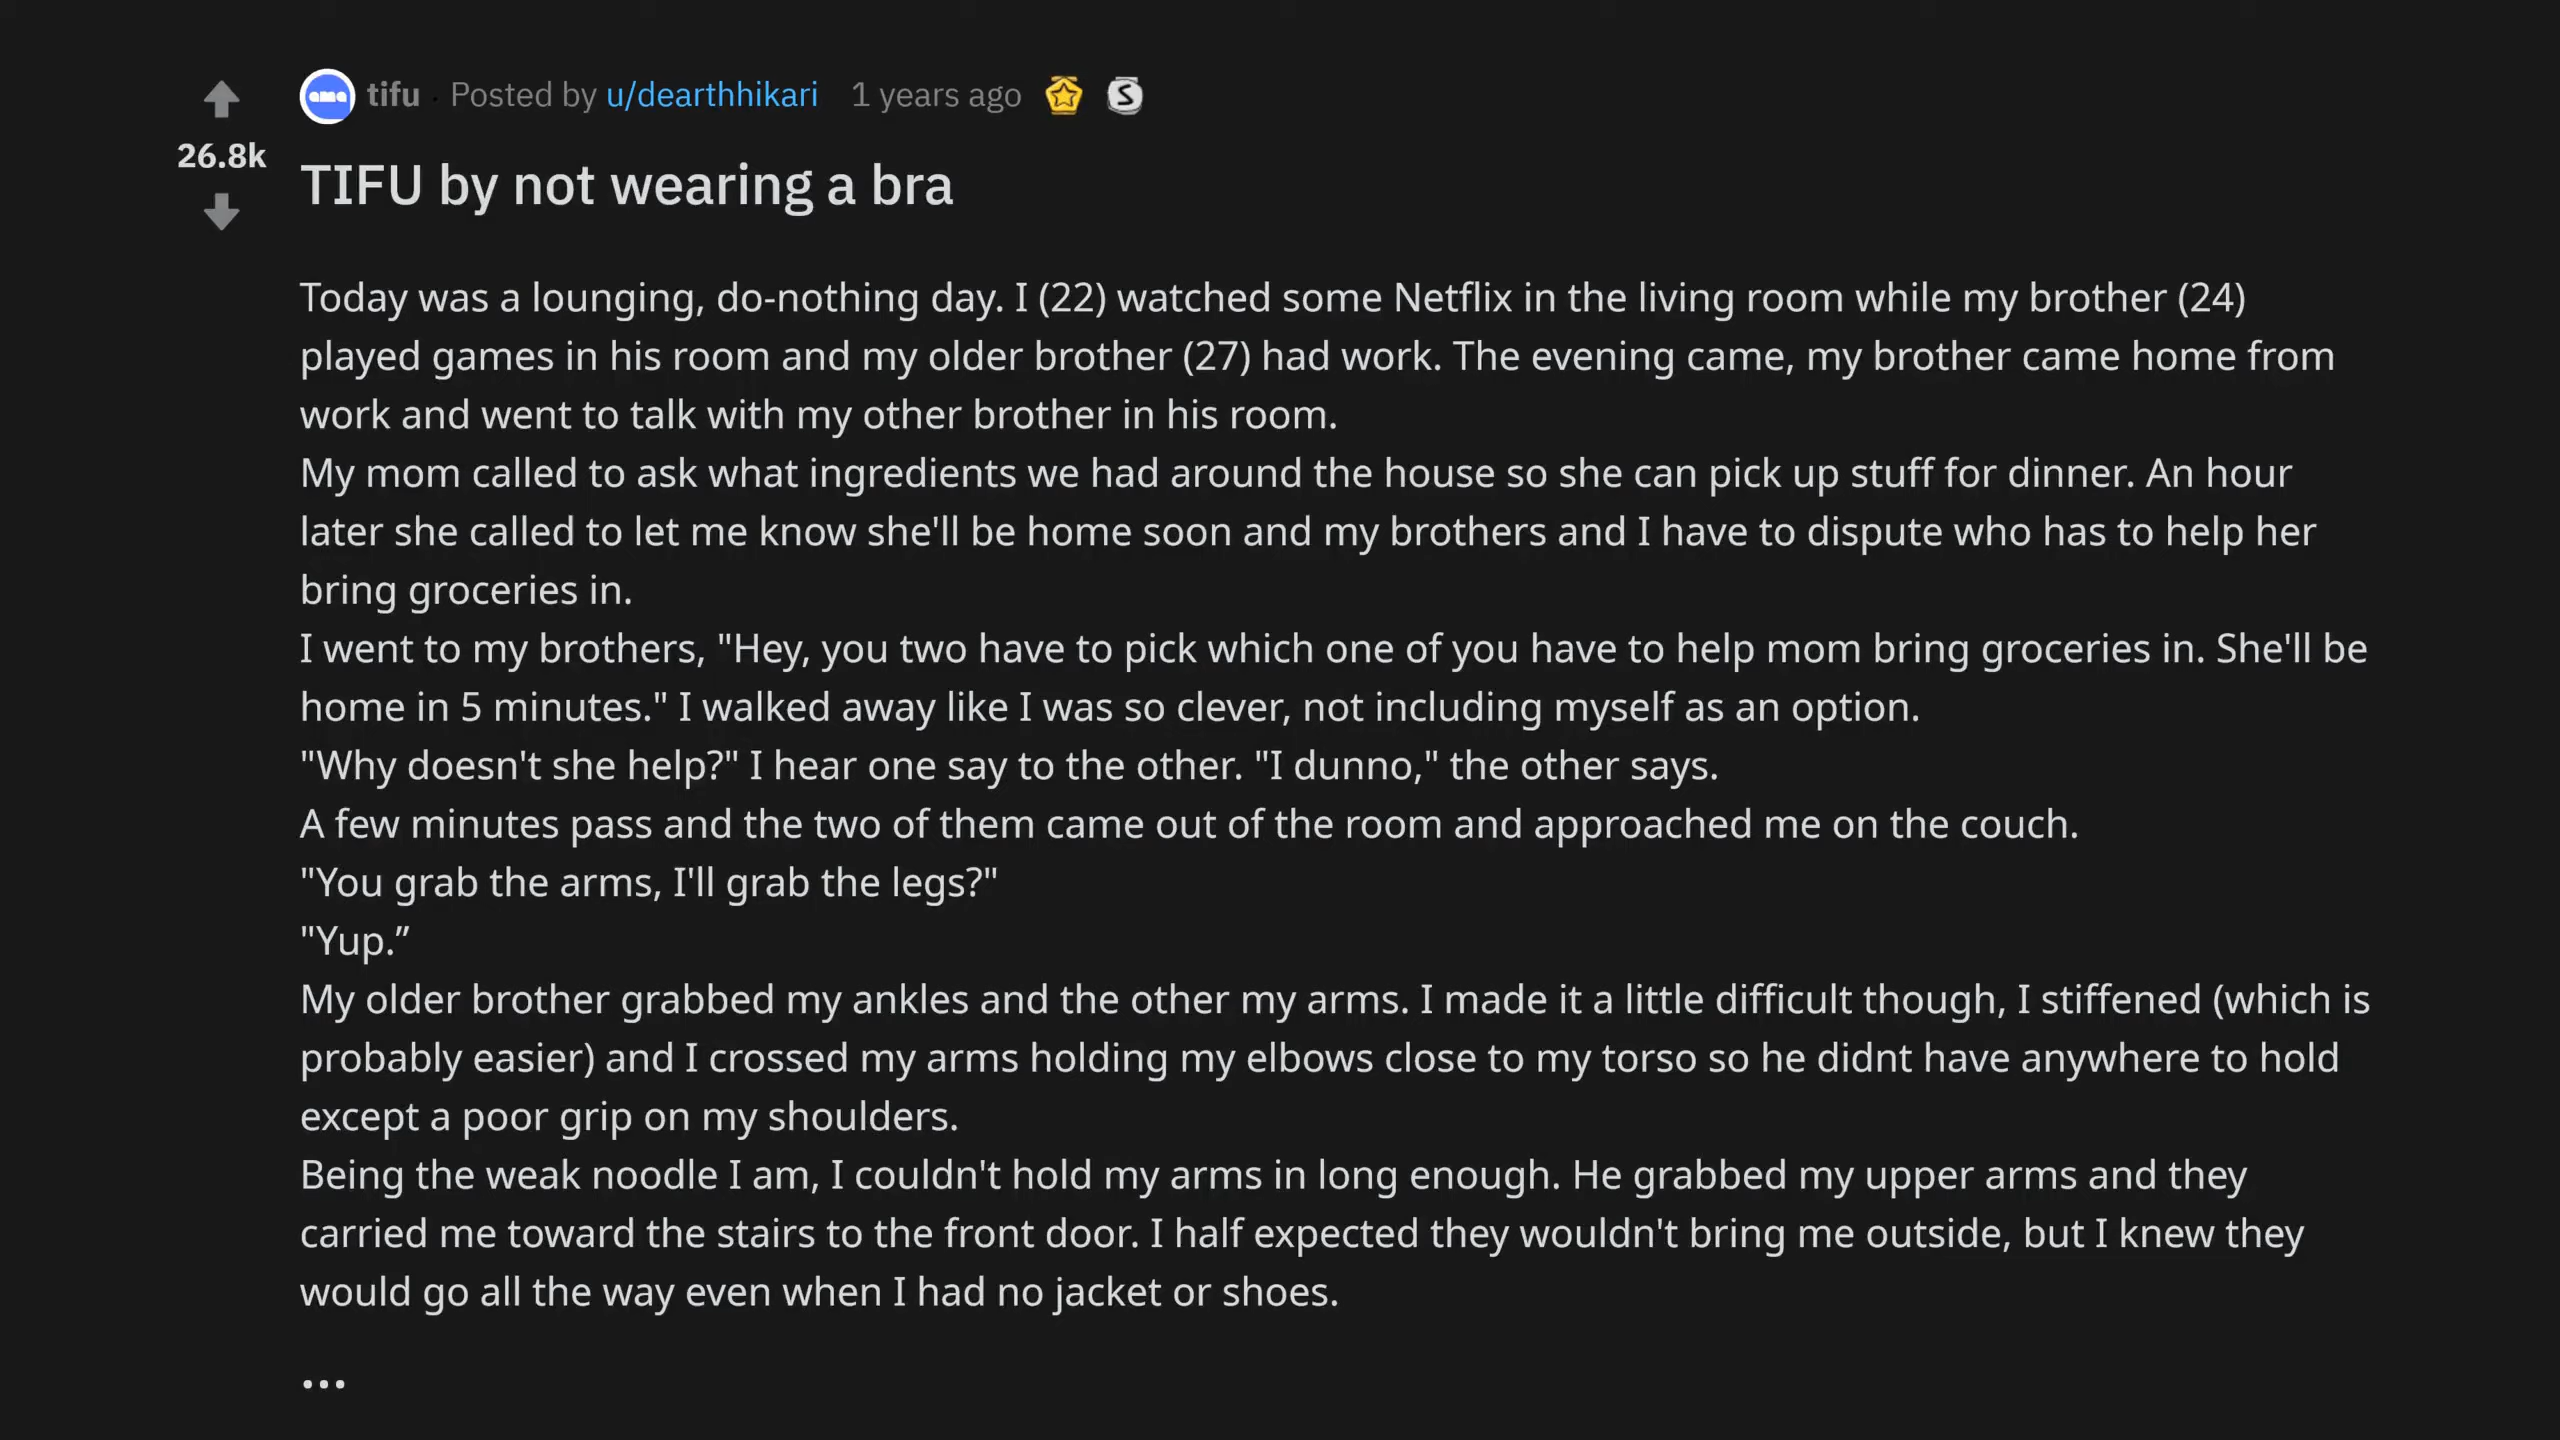 ama tifu · Posted by u/dearthhikari 1 years ago S
26.8k
TIFU by not wearing a bra
Today was a lounging, do-nothing day. I (22) watched some Netflix in the living room while my brother (24)
played games in his room and my older brother (27) had work. The evening came, my brother came home from
work and went to talk with my other brother in his room.
My mom called to ask what ingredients we had around the house so she can pick up stuff for dinner. An hour
later she called to let me know she'll be home soon and my brothers and I have to dispute who has to help her
bring groceries in.
I went to my brothers, "Hey, you two have to pick which one of you have to help mom bring groceries in. She'll be
home in 5 minutes." I walked away like I was so clever, not including myself as an option.
"Why doesn't she help?" I hear one say to the other. "I dunno," the other says.
A few minutes pass and the two of them came out of the room and approached me on the couch.
"You grab the arms, I'll grab the legs?"
"Yup.”
My older brother grabbed my ankles and the other my arms. I made it a little difficult though, I stiffened (which is
probably easier) and I crossed my arms holding my elbows close to my torso so he didnt have anywhere to hold
except a poor grip on my shoulders.
Being the weak noodle I am, I couldn't hold my arms in long enough. He grabbed my upper arms and they
carried me toward the stairs to the front door. I half expected they wouldn't bring me outside, but I knew they
would go all the way even when I had no jacket or shoes.
...